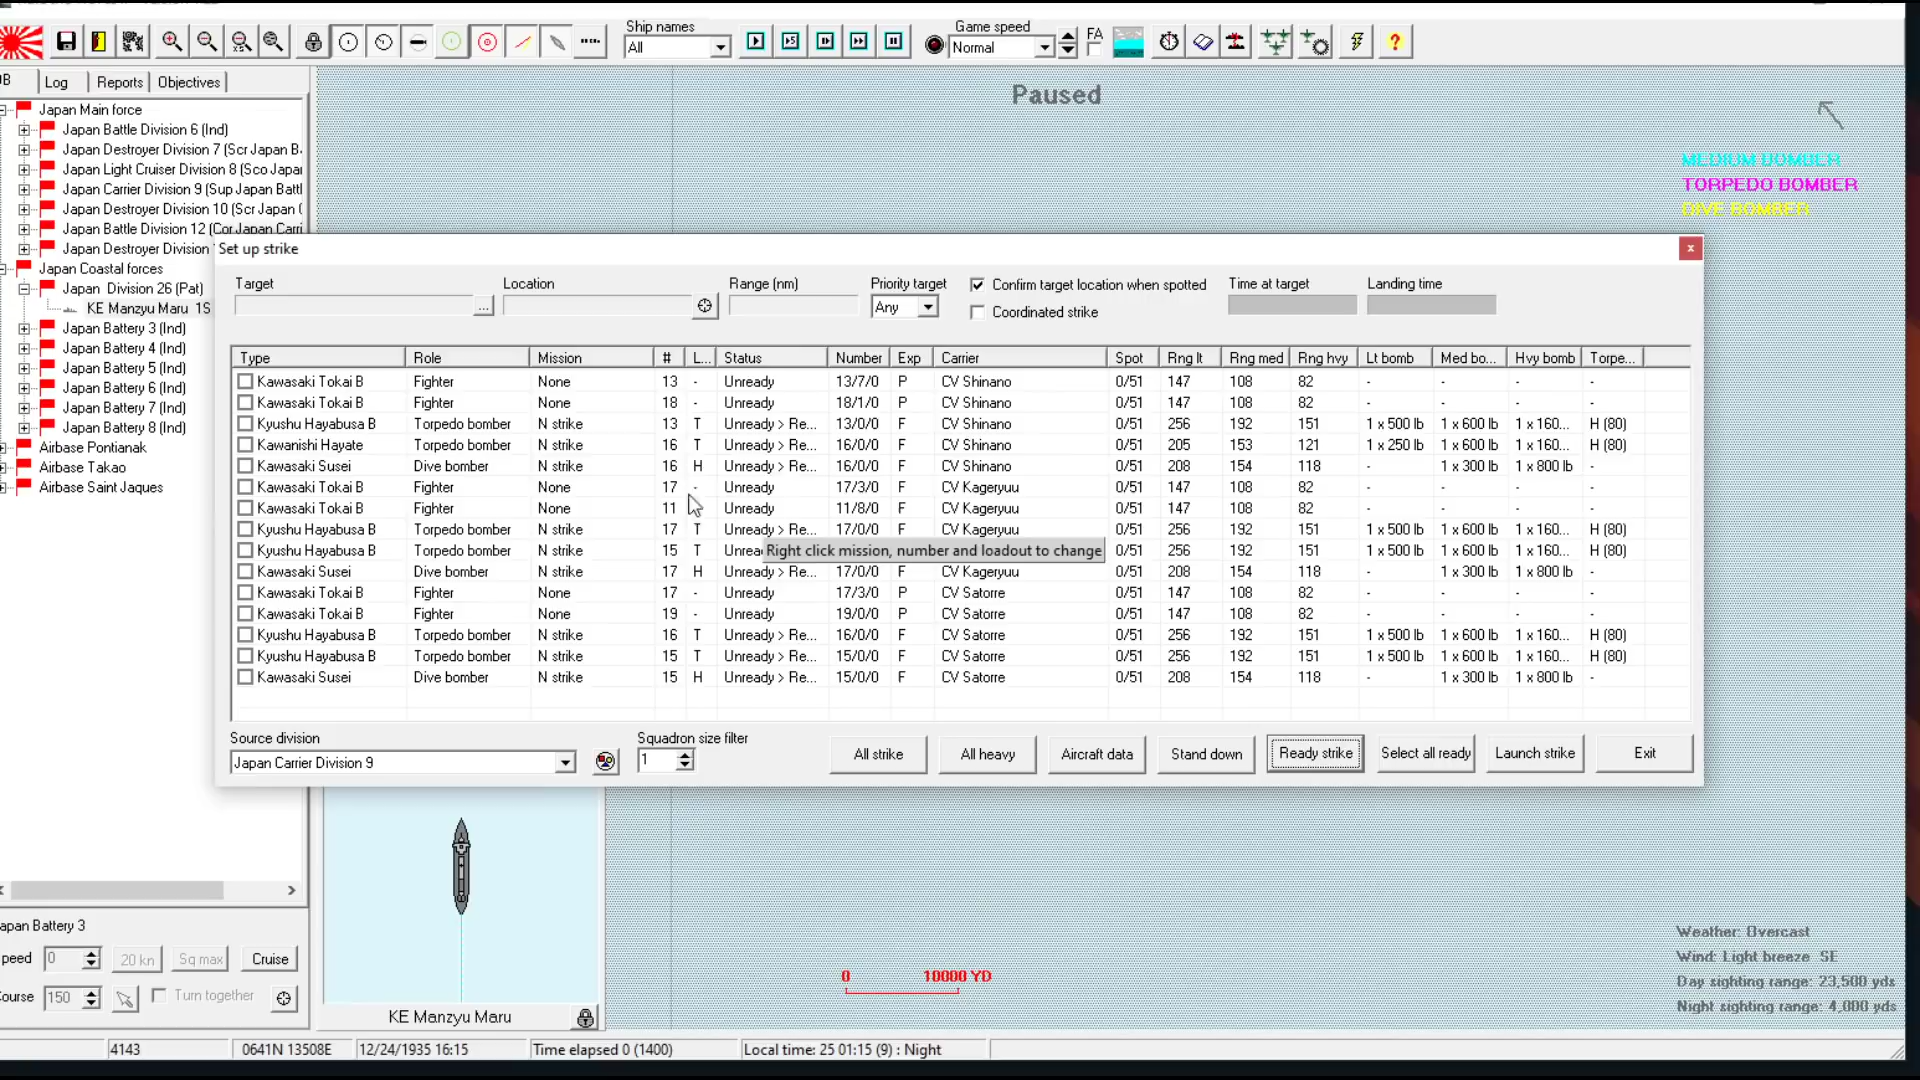 Ship names
All
Game speed
Normal
FA
Log
Reports
Objectives
Paused
MEDIUM BOMBER
TORPEDO BOMBER
DIVE BOMBER
Japan Main force
Japan Battle Division 6 (Ind)
Japan Destroyer Division 7 (Scr Japan B
Japan Light Cruiser Division 8 (Sco Japa
Japan Carrier Division 9 (Sup Japan Batt
Japan Destroyer Division 10 (Scr Japan
Japan Battle Division 12 (Cor Japan Carri
Japan Destroyer Division
Japan Coastal forces
Japan  Division 26 (Pat)
KE Manzyu Maru  1S
Japan Battery 3 (Ind)
Japan Battery 4 (Ind)
Japan Battery 5 (Ind)
Japan Battery 6 (Ind)
Japan Battery 7 (Ind)
Japan Battery 8 (Ind)
Airbase Pontianak
Airbase Takao
Airbase Saint Jaques
Set up strike
Target Location Range (nm) Priority target Confirm target location when spotted Time at target Landing time
... Any Coordinated strike
Type Role Mission # L... Status Number Exp Carrier Spot Rng lt Rng med Rng hvy Lt bomb Med bo... Hvy bomb Torpe...
Kawasaki Tokai B Fighter None 13 - Unready 13/7/0 P CV Shinano 0/51 147 108 82 - - - -
Kawasaki Tokai B Fighter None 18 - Unready 18/1/0 P CV Shinano 0/51 147 108 82 - - - -
Kyushu Hayabusa B Torpedo bomber N strike 13 T Unready > Re... 13/0/0 F CV Shinano 0/51 256 192 151 1 x 500 lb 1 x 600 lb 1 x 160... H (80)
Kawanishi Hayate Torpedo bomber N strike 16 T Unready > Re... 16/0/0 F CV Shinano 0/51 205 153 121 1 x 250 lb 1 x 600 lb 1 x 160... H (80)
Kawasaki Susei Dive bomber N strike 16 H Unready > Re... 16/0/0 F CV Shinano 0/51 208 154 118 - 1 x 300 lb 1 x 800 lb -
Kawasaki Tokai B Fighter None 17 - Unready 17/3/0 F CV Kageryuu 0/51 147 108 82 - - - -
Kawasaki Tokai B Fighter None 11 Unready 11/8/0 F CV Kageryuu 0/51 147 108 82 - - - -
Kyushu Hayabusa B Torpedo bomber N strike 17 T Unready > Re... 17/0/0 F CV Kageryuu 0/51 256 192 151 1 x 500 lb 1 x 600 lb 1 x 160... H (80)
Kyushu Hayabusa B Torpedo bomber N strike 15 T Right click mission, number and loadout to change 0/51 256 192 151 1 x 500 lb 1 x 600 lb 1 x 160... H (80)
Kawasaki Susei Dive bomber N strike 17 H Unready > Re... 17/0/0 F CV Kageryuu 0/51 208 154 118 - 1 x 300 lb 1 x 800 lb -
Kawasaki Tokai B Fighter None 17 - Unready 17/3/0 P CV Satorre 0/51 147 108 82 - - - -
Kawasaki Tokai B Fighter None 19 - Unready 19/0/0 P CV Satorre 0/51 147 108 82 - - - -
Kyushu Hayabusa B Torpedo bomber N strike 16 T Unready > Re... 16/0/0 F CV Satorre 0/51 256 192 151 1 x 500 lb 1 x 600 lb 1 x 160... H (80)
Kyushu Hayabusa B Torpedo bomber N strike 15 T Unready > Re... 15/0/0 F CV Satorre 0/51 256 192 151 1 x 500 lb 1 x 600 lb 1 x 160... H (80)
Kawasaki Susei Dive bomber N strike 15 H Unready > Re... 15/0/0 F CV Satorre 0/51 208 154 118 - 1 x 300 lb 1 x 800 lb -
Source division Squadron size filter
Japan Carrier Division 9 1 All strike All heavy Aircraft data Stand down Ready strike Select all ready Launch strike Exit
apan Battery 3
peed 0 20 kn Sq max Cruise
ourse 150 Turn together
KE Manzyu Maru
0 10000 YD
Weather: Overcast
Wind: Light breeze  SE
Day sighting range: 23,500 yds
Night sighting range: 4,000 yds
4143 0641N 13508E 12/24/1935 16:15 Time elapsed 0 (1400) Local time: 25 01:15 (9) : Night